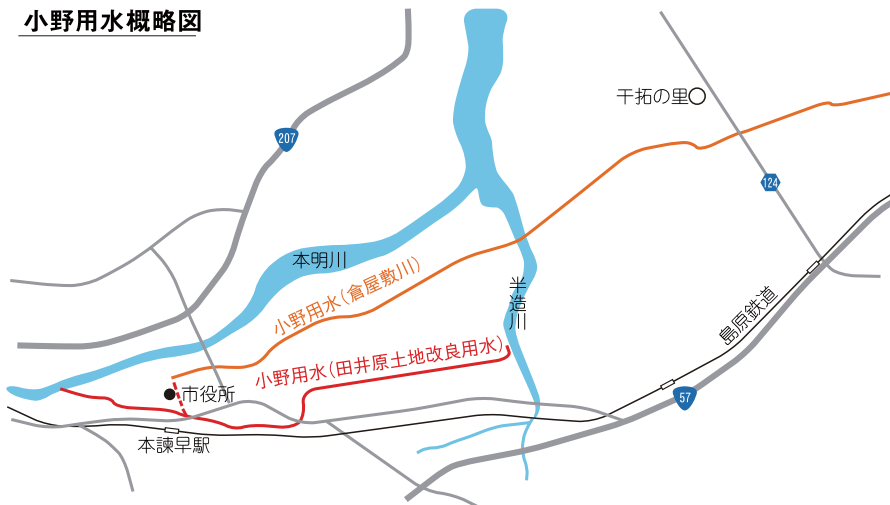 小野用水概略図
207
干拓の里
124
本明川
小野用水(倉屋敷川)
半造川
島原鉄道
小野用水(田井原土地改良用水)
市役所
57
本諫早駅